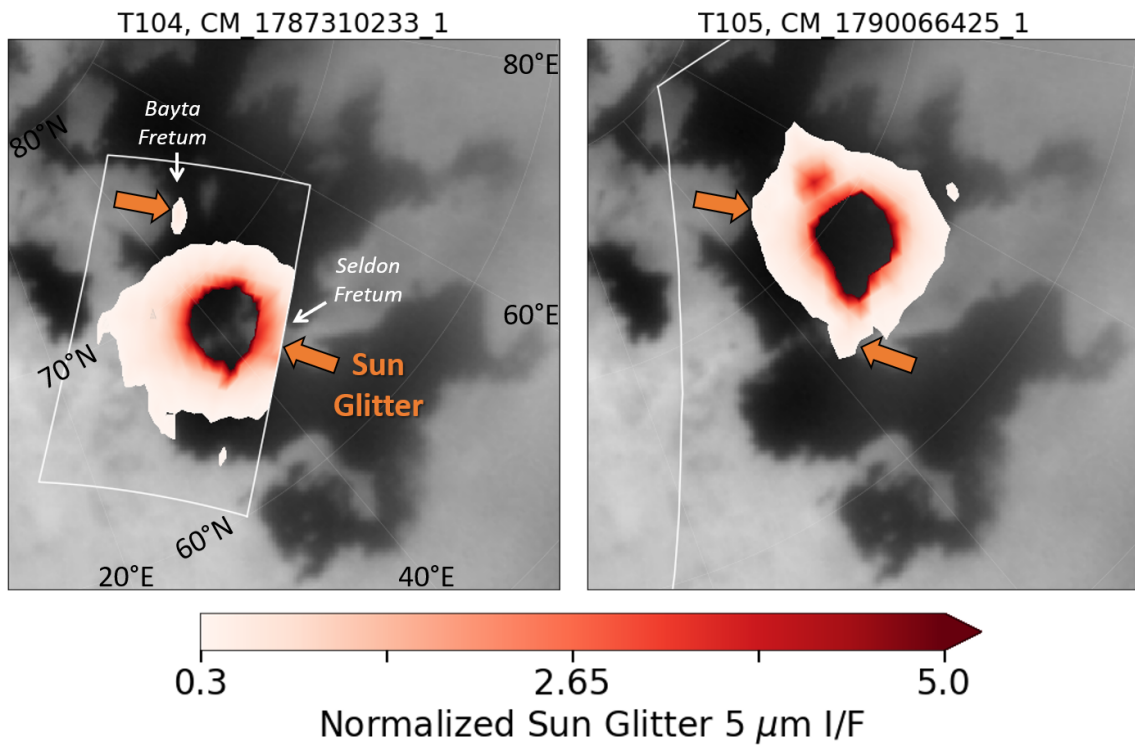 T104, CM_1787310233_1
T105, CM_1790066425_1
80°E
Bayta
Fretum
80°N
Seldon
Fretum
60°E
70°N
Sun
Glitter
60°N
20°E
40°E
0.3
2.65
5.0
Normalized Sun Glitter 5 μm I/F